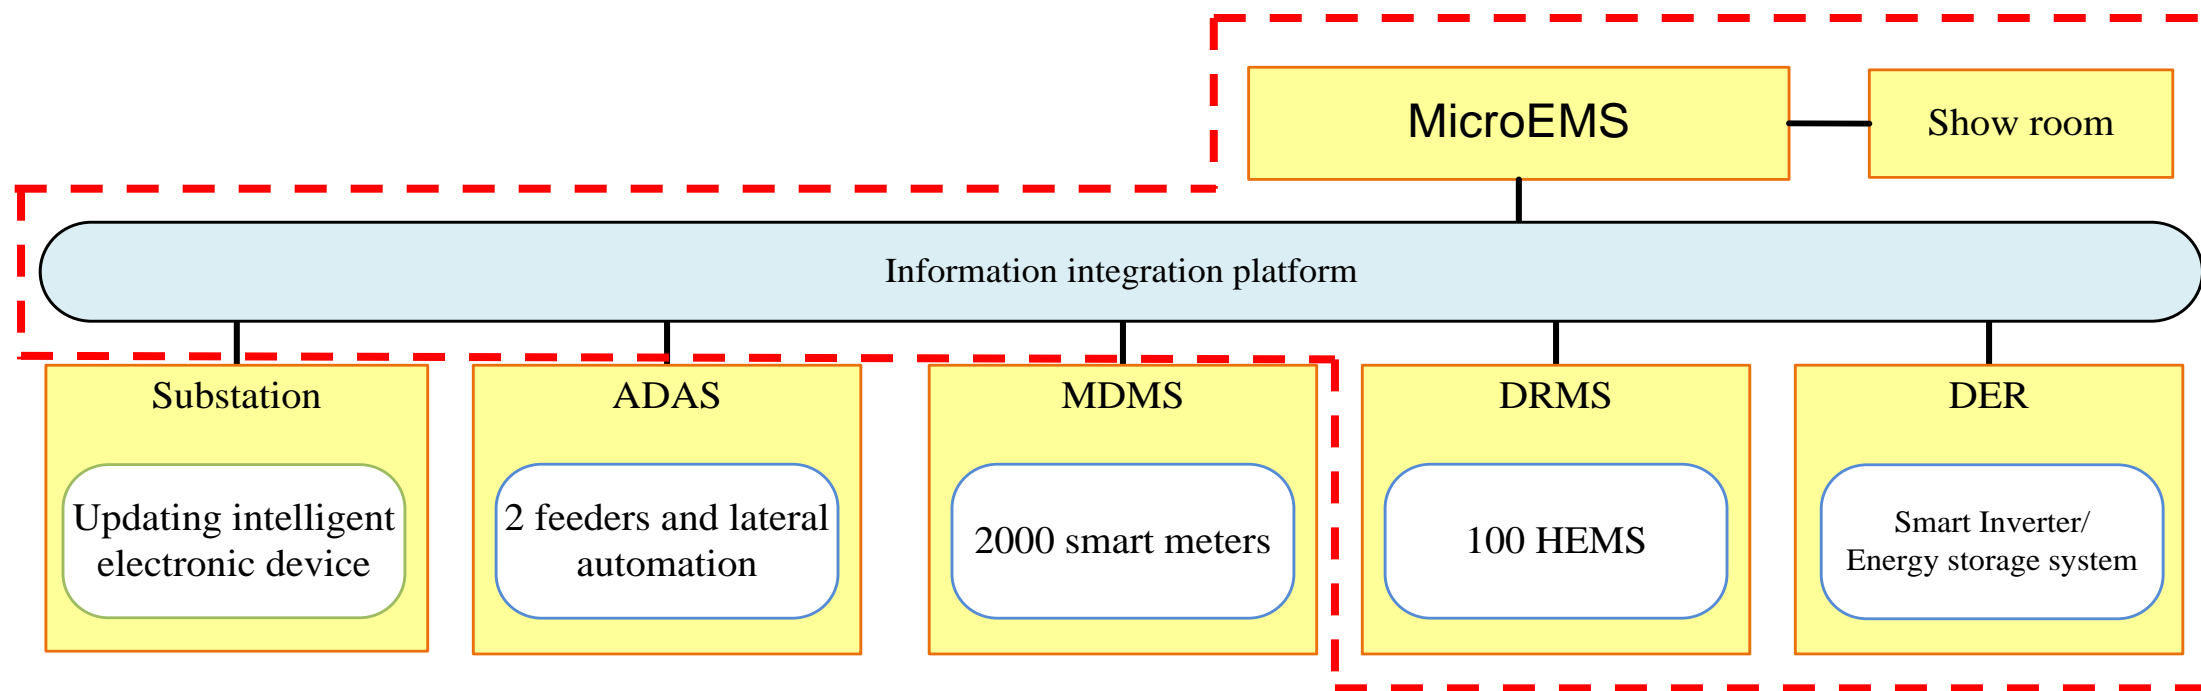 MicroEMS
Show room
Information integration platform
Substation
Updating intelligent
electronic device
ADAS
2 feeders and lateral
automation
MDMS
2000 smart meters
DRMS
100 HEMS
DER
Smart Inverter/
Energy storage system